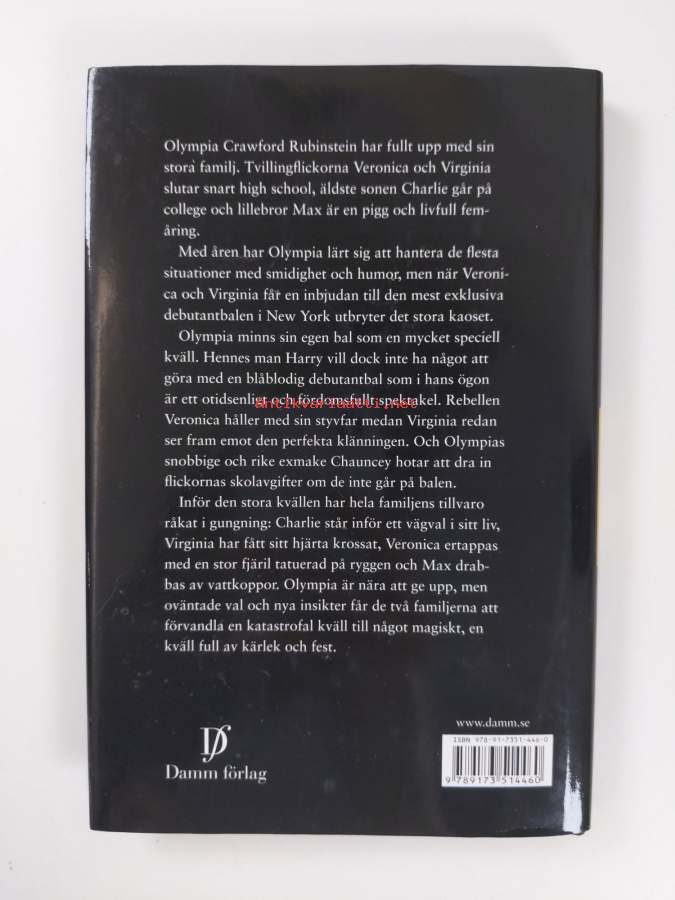 Olympia Crawford Rubinstein har fullt upp med sin
stora familj. Tvillingflickorna Veronica och Virginia
slutar snart high school, äldste sonen Charlie går på
college och lillebror Max är en pigg och livfull fem-
åring.
Med åren har Olympia lärt sig att hantera de flesta
situationer med smidighet och humor, men när Veroni-
ca och Virginia får en inbjudan till den mest exklusiva
debutantbalen i New York utbryter det stora kaoset.
Olympia minns sin egen bal som en mycket speciell
kväll. Hennes man Harry vill dock inte ha något att
göra med en blåblodig debutantbal som i hans ögon
är ett otidsenligt och fördomsfullt spektakel. Rebellen
antikvariaatti.net
Veronica håller med sin styvfar medan Virginia redan
ser fram emot den perfekta klänningen. Och Olympias
snobbige och rike exmake Chauncey hotar att dra in
flickornas skolavgifter om de inte går på balen.
Inför den stora kvällen har hela familjens tillvaro
råkat i gungning: Charlie står inför ett vägval i sitt liv,
Virginia har fått sitt hjärta krossat, Veronica ertappas
med en stor fjäril tatuerad på ryggen och Max drab-
bas av vattkoppor. Olympia är nära att ge upp, men
oväntade val och nya insikter får de två familjerna att
förvandla en katastrofal kväll till något magiskt, en
kväll full av kärlek och fest.
www.damm.se
ISBN 978-91-7351-446-0
9 789173 514460
Df
Damm förlag